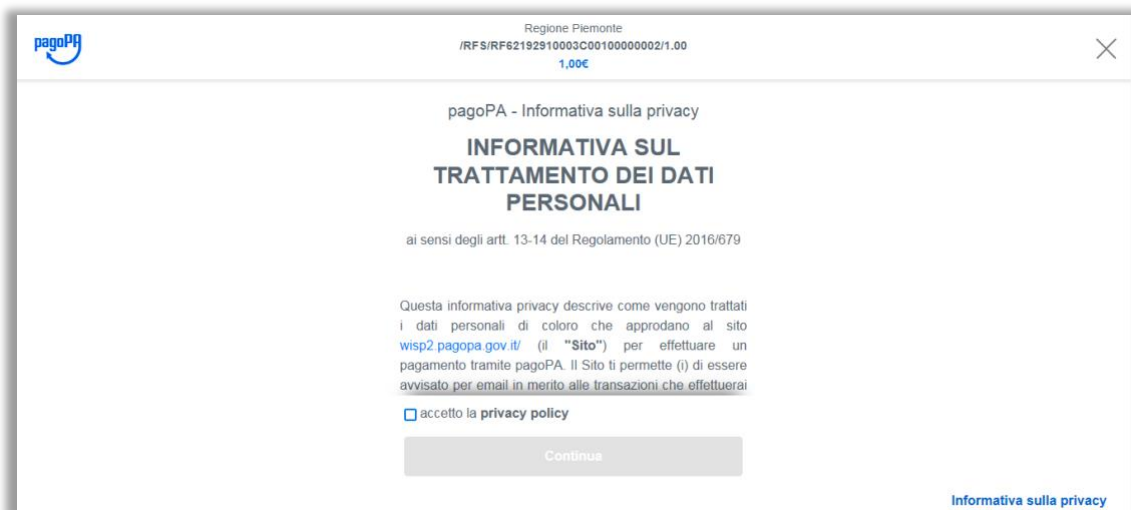 pagoPA
Regione Piemonte
/RFS/RF62192910003C00100000002/1.00
1,00€
pagoPA - Informativa sulla privacy
INFORMATIVA SUL
TRATTAMENTO DEI DATI
PERSONALI
ai sensi degli artt. 13-14 del Regolamento (UE) 2016/679
Questa informativa privacy descrive come vengono trattati
i dati personali di coloro che approdano al sito
wisp2.pagopa.gov.it/ (il "Sito") per effettuare un
pagamento tramite pagoPA. Il Sito ti permette (i) di essere
avvisato per email in merito alle transazioni che effettuerai
accetto la privacy policy
Continua
Informativa sulla privacy